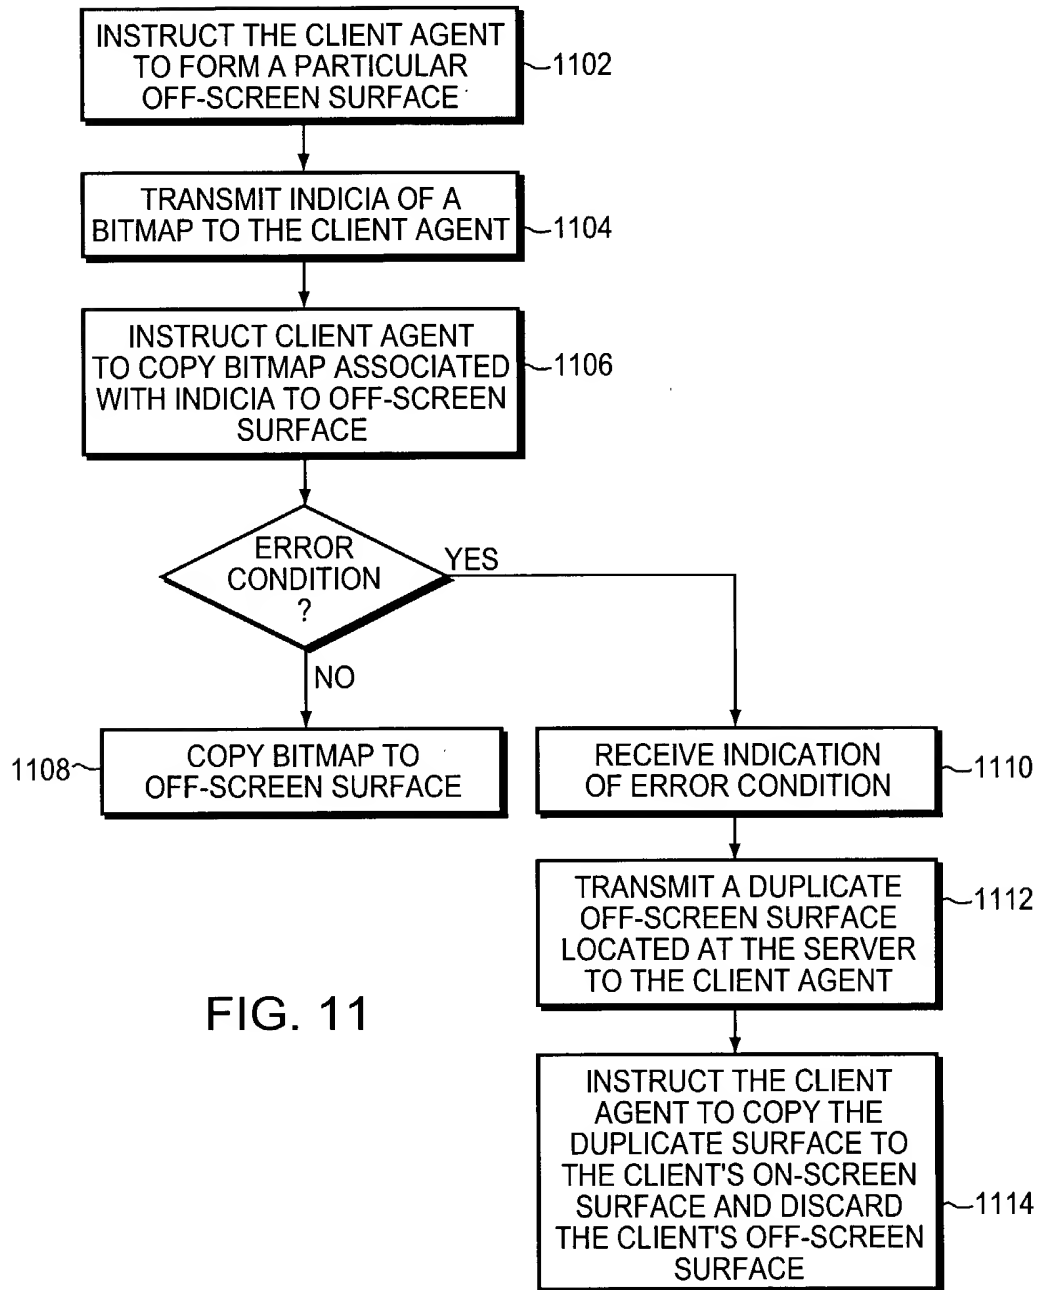 INSTRUCT THE CLIENT AGENT
TO FORM A PARTICULAR
OFF-SCREEN SURFACE
1102
TRANSMIT INDICIA OF A
BITMAP TO THE CLIENT AGENT
1104
INSTRUCT CLIENT AGENT
TO COPY BITMAP ASSOCIATED
WITH INDICIA TO OFF-SCREEN
SURFACE
1106
ERROR
CONDITION
?
YES
NO
1108
COPY BITMAP TO
OFF-SCREEN SURFACE
RECEIVE INDICATION
OF ERROR CONDITION
1110
TRANSMIT A DUPLICATE
OFF-SCREEN SURFACE
LOCATED AT THE SERVER
TO THE CLIENT AGENT
1112
FIG. 11
INSTRUCT THE CLIENT
AGENT TO COPY THE
DUPLICATE SURFACE TO
THE CLIENT'S ON-SCREEN
SURFACE AND DISCARD
THE CLIENT'S OFF-SCREEN
SURFACE
1114